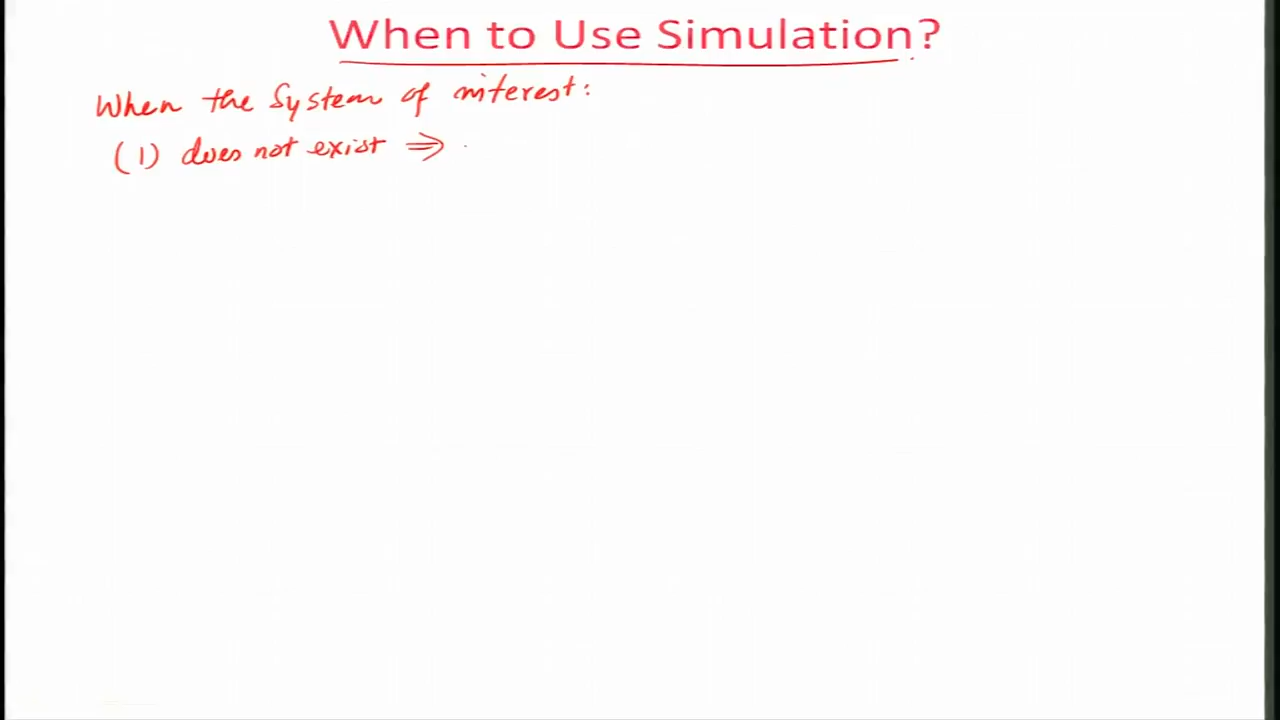 When to Use Simulation?
When the System of interest:
(1) does not exist ⇒